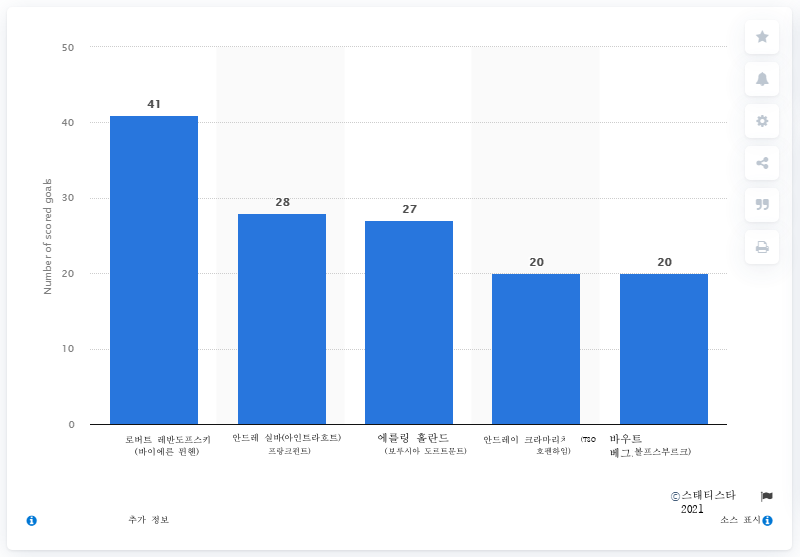 50
41
40
30
28
27
20
20
20
10
0
Number of scored goals
로버트 레반도프스키
(바이에른 뮌헨)
안드레 실바(아인트라흐트)
프랑크푸르트)
에를링 홀란드
(보루시아 도르트문트)
안드레이 크라마리치 (TSG
호펜하임)
바우트
베그.볼프스부르크)
©스태티스타
2021
추가 정보
소스 표시